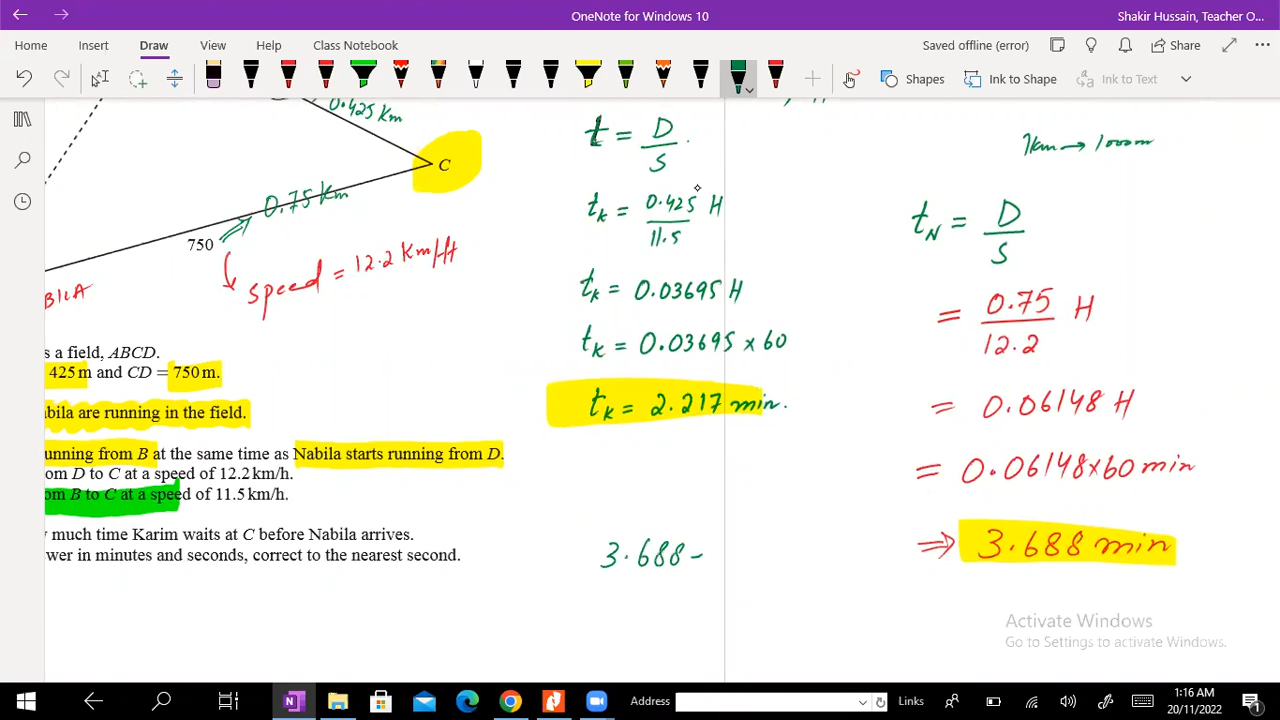 OneNote for Windows 10
Shakir Hussain, Teacher O...
Home Insert Draw View Help Class Notebook
Saved offline (error) Share
Shapes Ink to Shape Ink to Text
0.425 Km
C
0.75 Km
750
speed = 12.2 Km/H
BILA
s a field, ABCD.
425 m and CD = 750 m.
bila are running in the field.
unning from B at the same time as Nabila starts running from D.
om D to C at a speed of 12.2 km/h.
om B to C at a speed of 11.5 km/h.
much time Karim waits at C before Nabila arrives.
wer in minutes and seconds, correct to the nearest second.
t = D/S
tK = 0.425/11.5 H
tK = 0.03695 H
tK = 0.03695 x 60
tK = 2.217 min.
3.688 -
1km → 1000m
tN = D/S
= 0.75/12.2 H
= 0.06148 H
= 0.06148x60 min
⇒ 3.688 min
Activate Windows
Go to Settings to activate Windows.
Address
Links
1:16 AM
20/11/2022